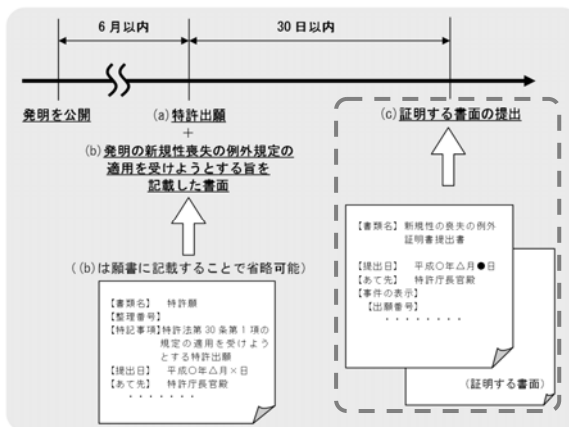 6月以内
30日以内
発明を公開
(a)特許出願
+
(b)発明の新規性喪失の例外規定の
適用を受けようとする旨を
記載した書面
((b)は願書に記載することで省略可能)
【書類名】 特許願
【整理番号】
【特記事項】特許法第30条第1項の
規定の適用を受けよう
とする特許出願
【提出日】 平成○年△月×日
【あて先】 特許庁長官殿
・・・・・・・
(c)証明する書面の提出
【書類名】 新規性の喪失の例外
証明書提出書
【提出日】 平成○年△月●日
【あて先】 特許庁長官殿
【事件の表示】
【出願番号】
・・・・・・・・
(証明する書面)